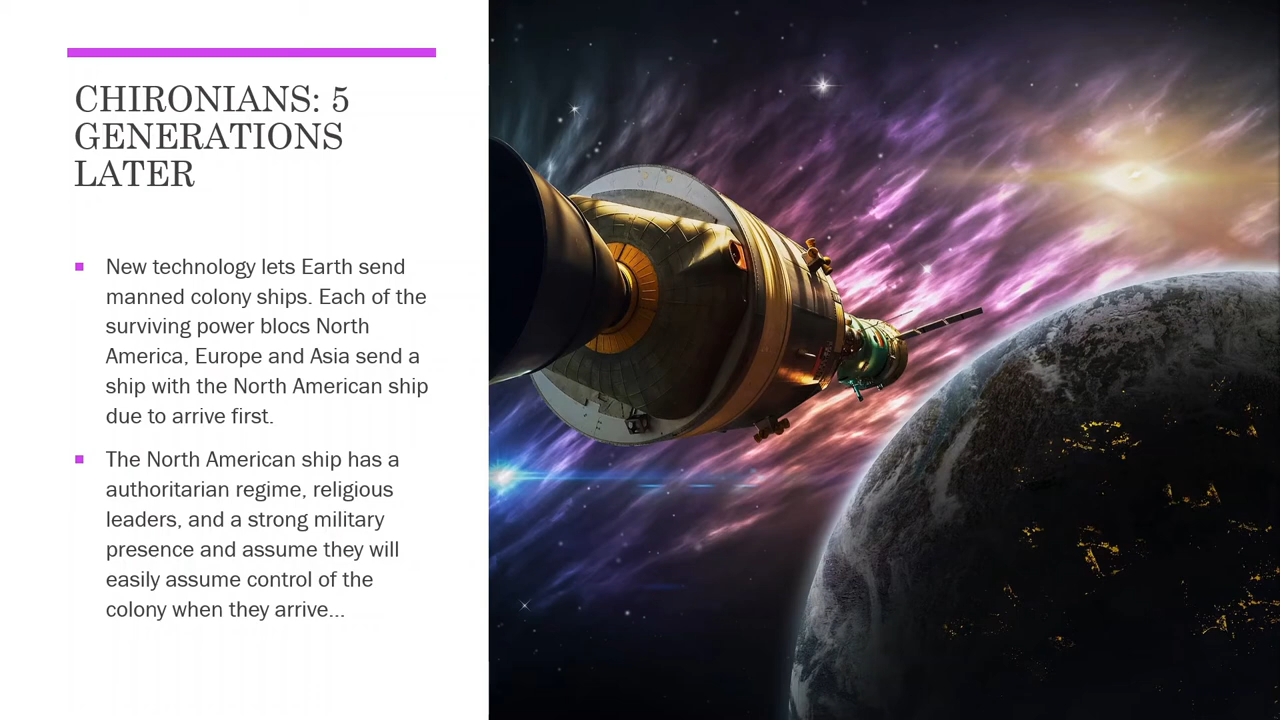 CHIRONIANS: 5
GENERATIONS
LATER
New technology lets Earth send
manned colony ships. Each of the
surviving power blocs North
America, Europe and Asia send a
ship with the North American ship
due to arrive first.
The North American ship has a
authoritarian regime, religious
leaders, and a strong military
presence and assume they will
easily assume control of the
colony when they arrive...